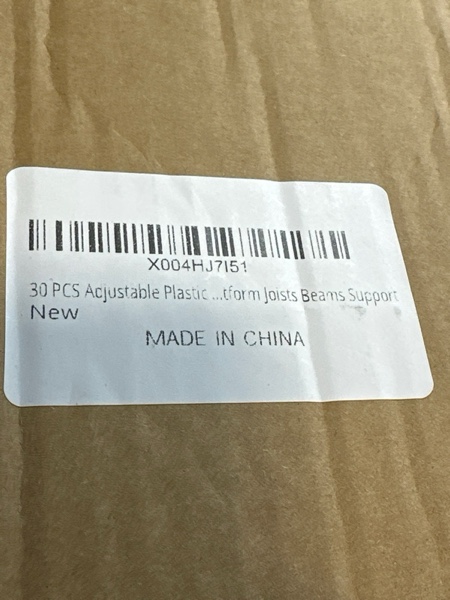 X004HJ7I51
30 PCS Adjustable Plastic ...tform Joists Beams Support
New
MADE IN CHINA